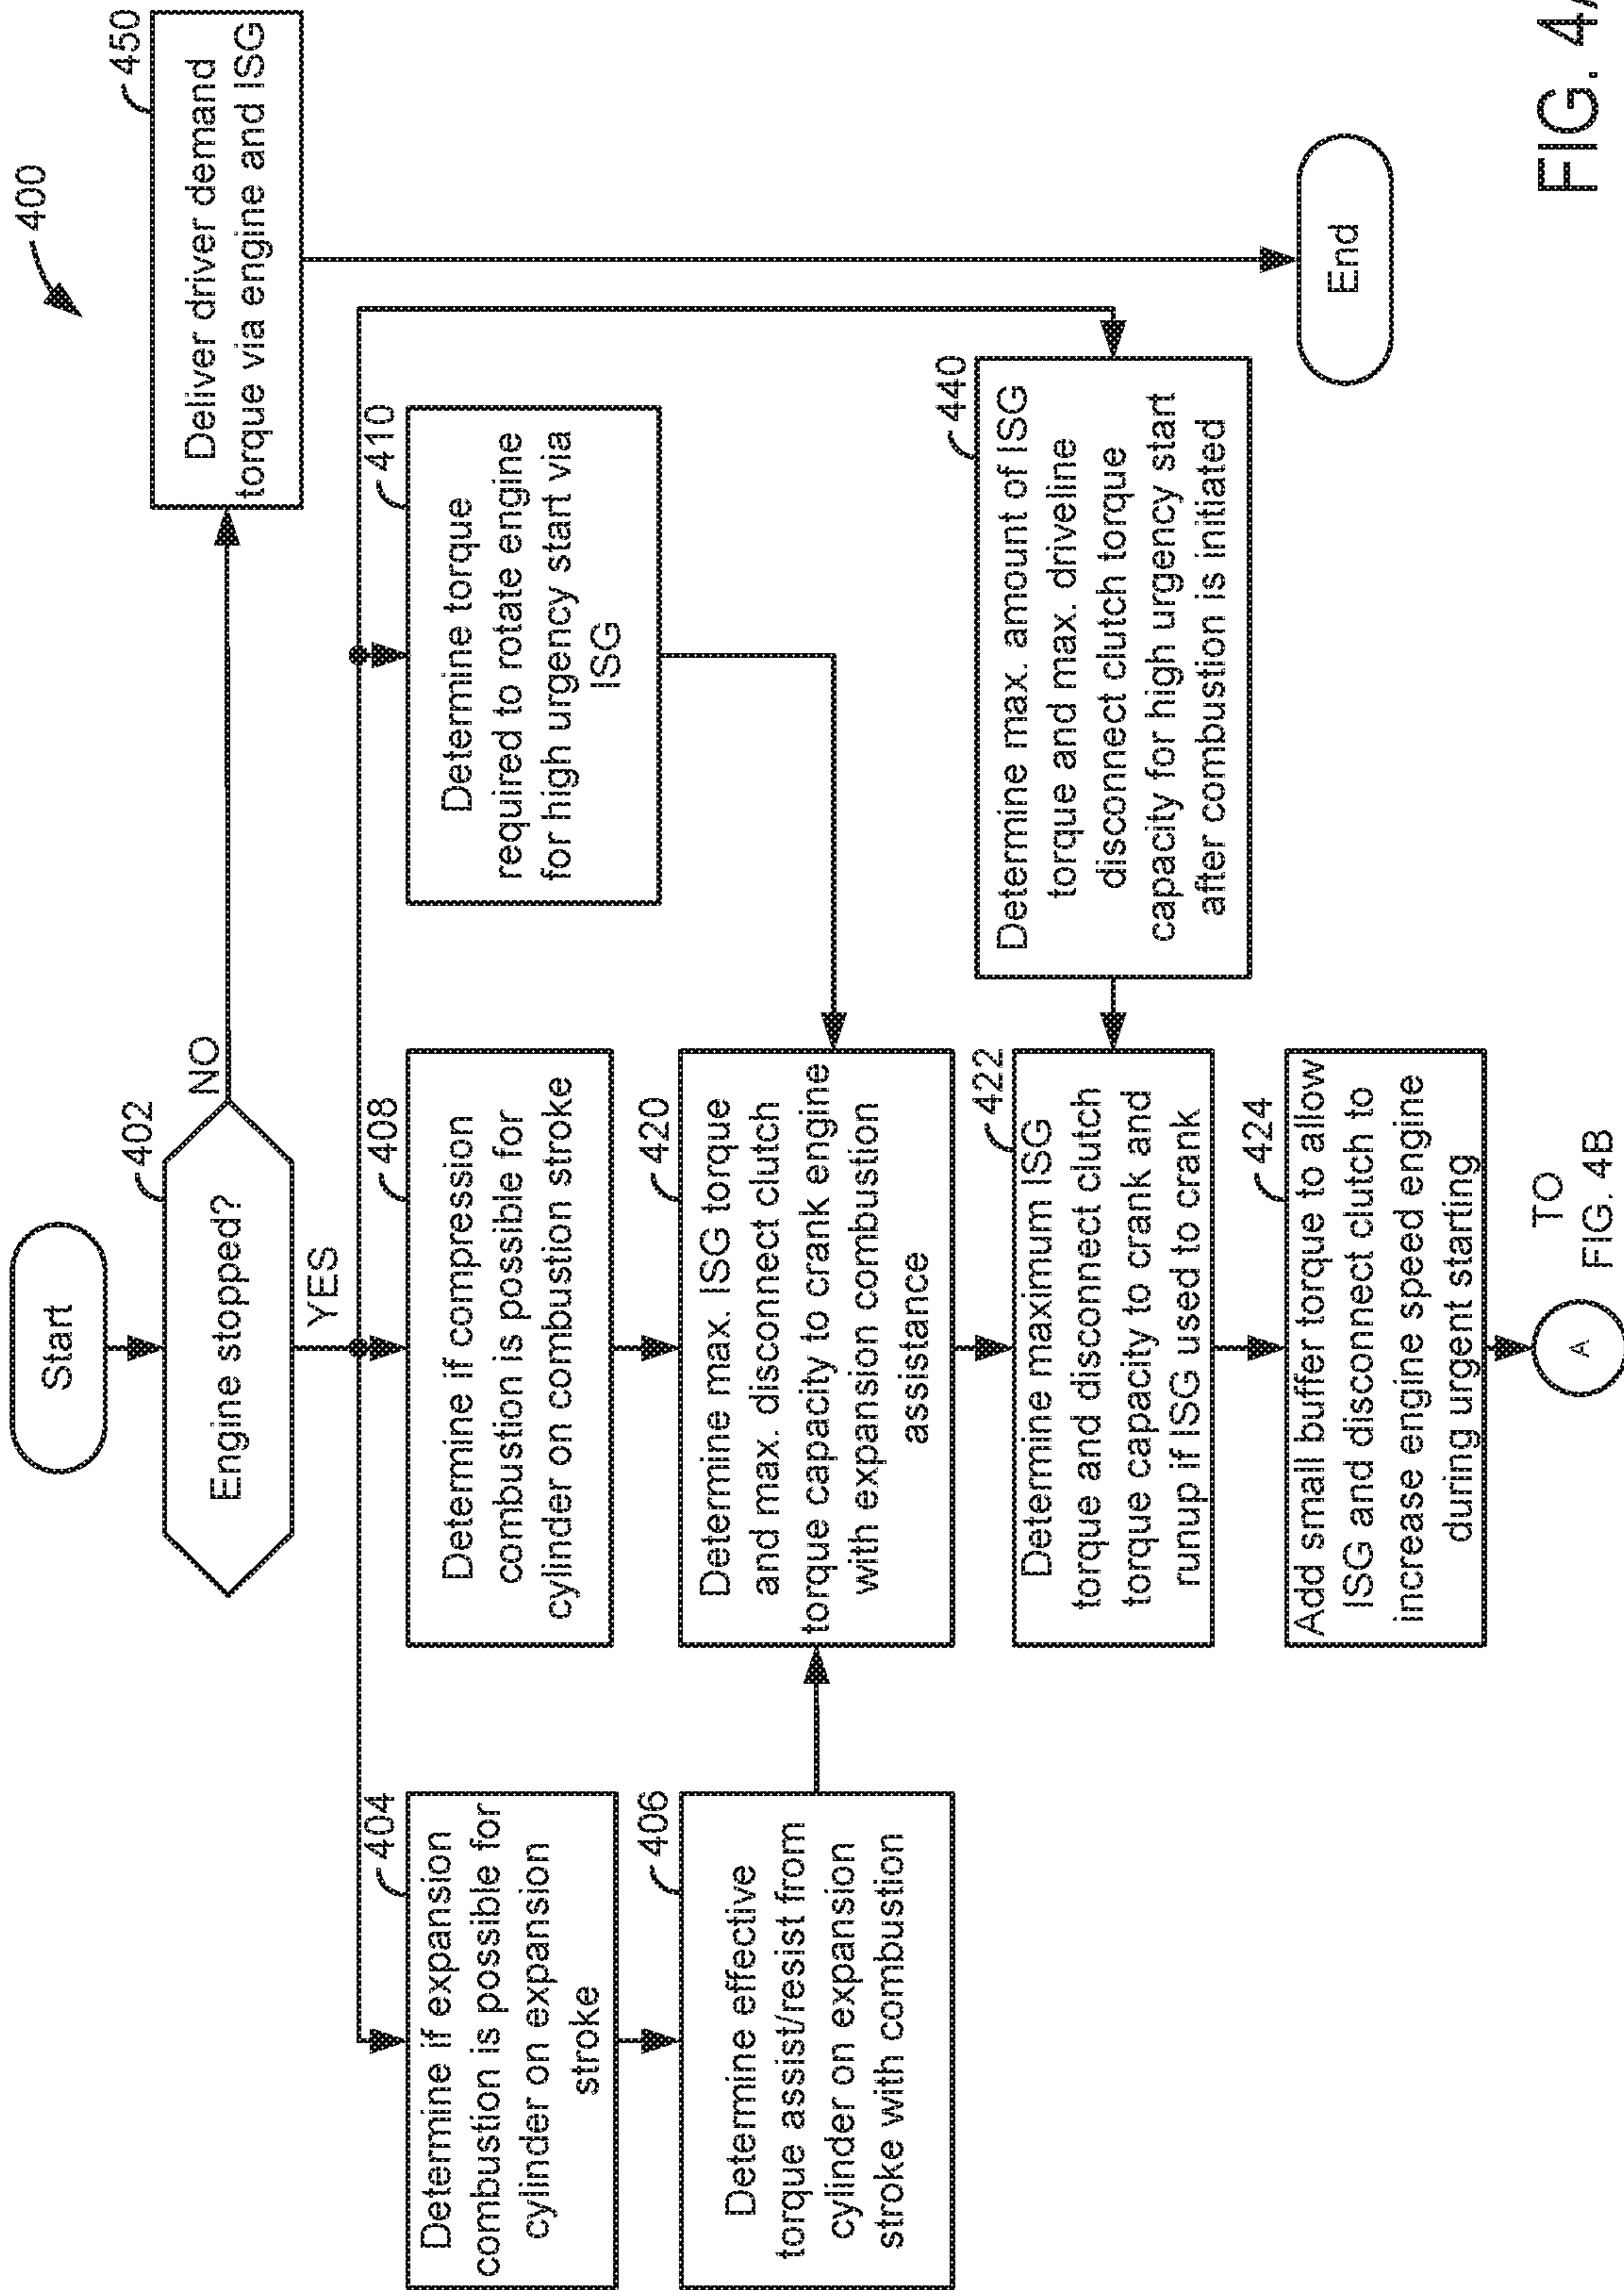 400
Start
402
Engine stopped?
NO
YES
450
Deliver driver demand
torque via engine and ISG
404
Determine if expansion
combustion is possible for
cylinder on expansion
stroke
408
Determine if compression
combustion is possible for
cylinder on combustion stroke
410
Determine torque
required to rotate engine
for high urgency start via
ISG
406
Determine effective
torque assist/resist from
cylinder on expansion
stroke with combustion
420
Determine max. ISG torque
and max. disconnect clutch
torque capacity to crank engine
with expansion combustion
assistance
440
Determine max. amount of ISG
torque and max. driveline
disconnect clutch torque
capacity for high urgency start
after combustion is initiated
422
Determine maximum ISG
torque and disconnect clutch
torque capacity to crank and
runup if ISG used to crank
424
Add small buffer torque to allow
ISG and disconnect clutch to
increase engine speed engine
during urgent starting
End
A
TO
FIG. 4B
FIG. 4A